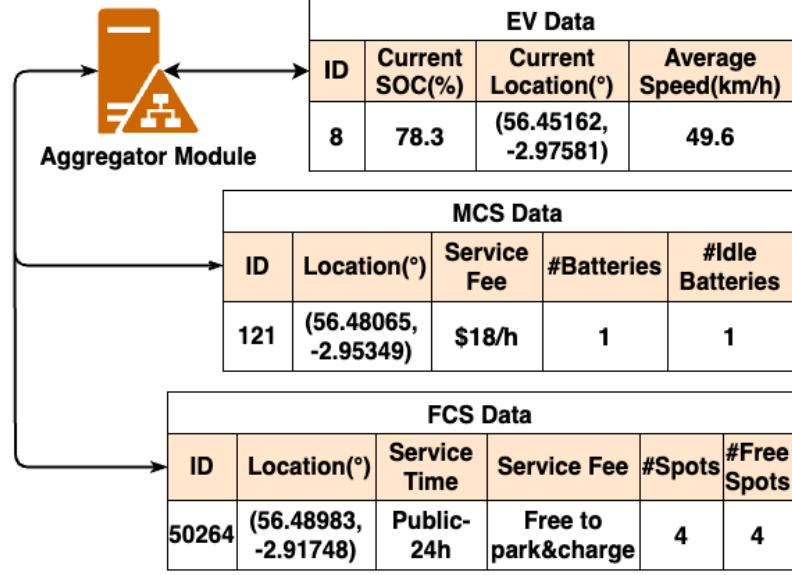 EV Data
ID Current SOC(%) Current Location(°) Average Speed(km/h)
8 78.3 (56.45162, -2.97581) 49.6
Aggregator Module
MCS Data
ID Location(°) Service Fee #Batteries #Idle Batteries
121 (56.48065, -2.95349) $18/h 1 1
FCS Data
ID Location(°) Service Time Service Fee #Spots #Free Spots
50264 (56.48983, -2.91748) Public-24h Free to park&charge 4 4